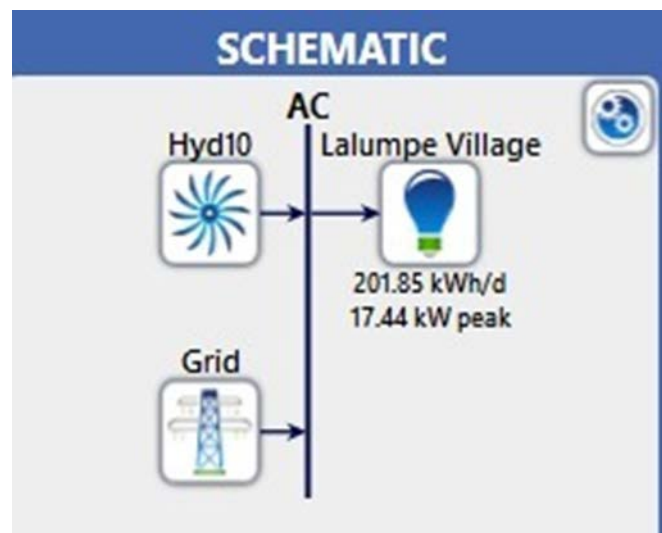 SCHEMATIC
AC
Hyd10
Lalumpe Village
201.85 kWh/d
17.44 kW peak
Grid